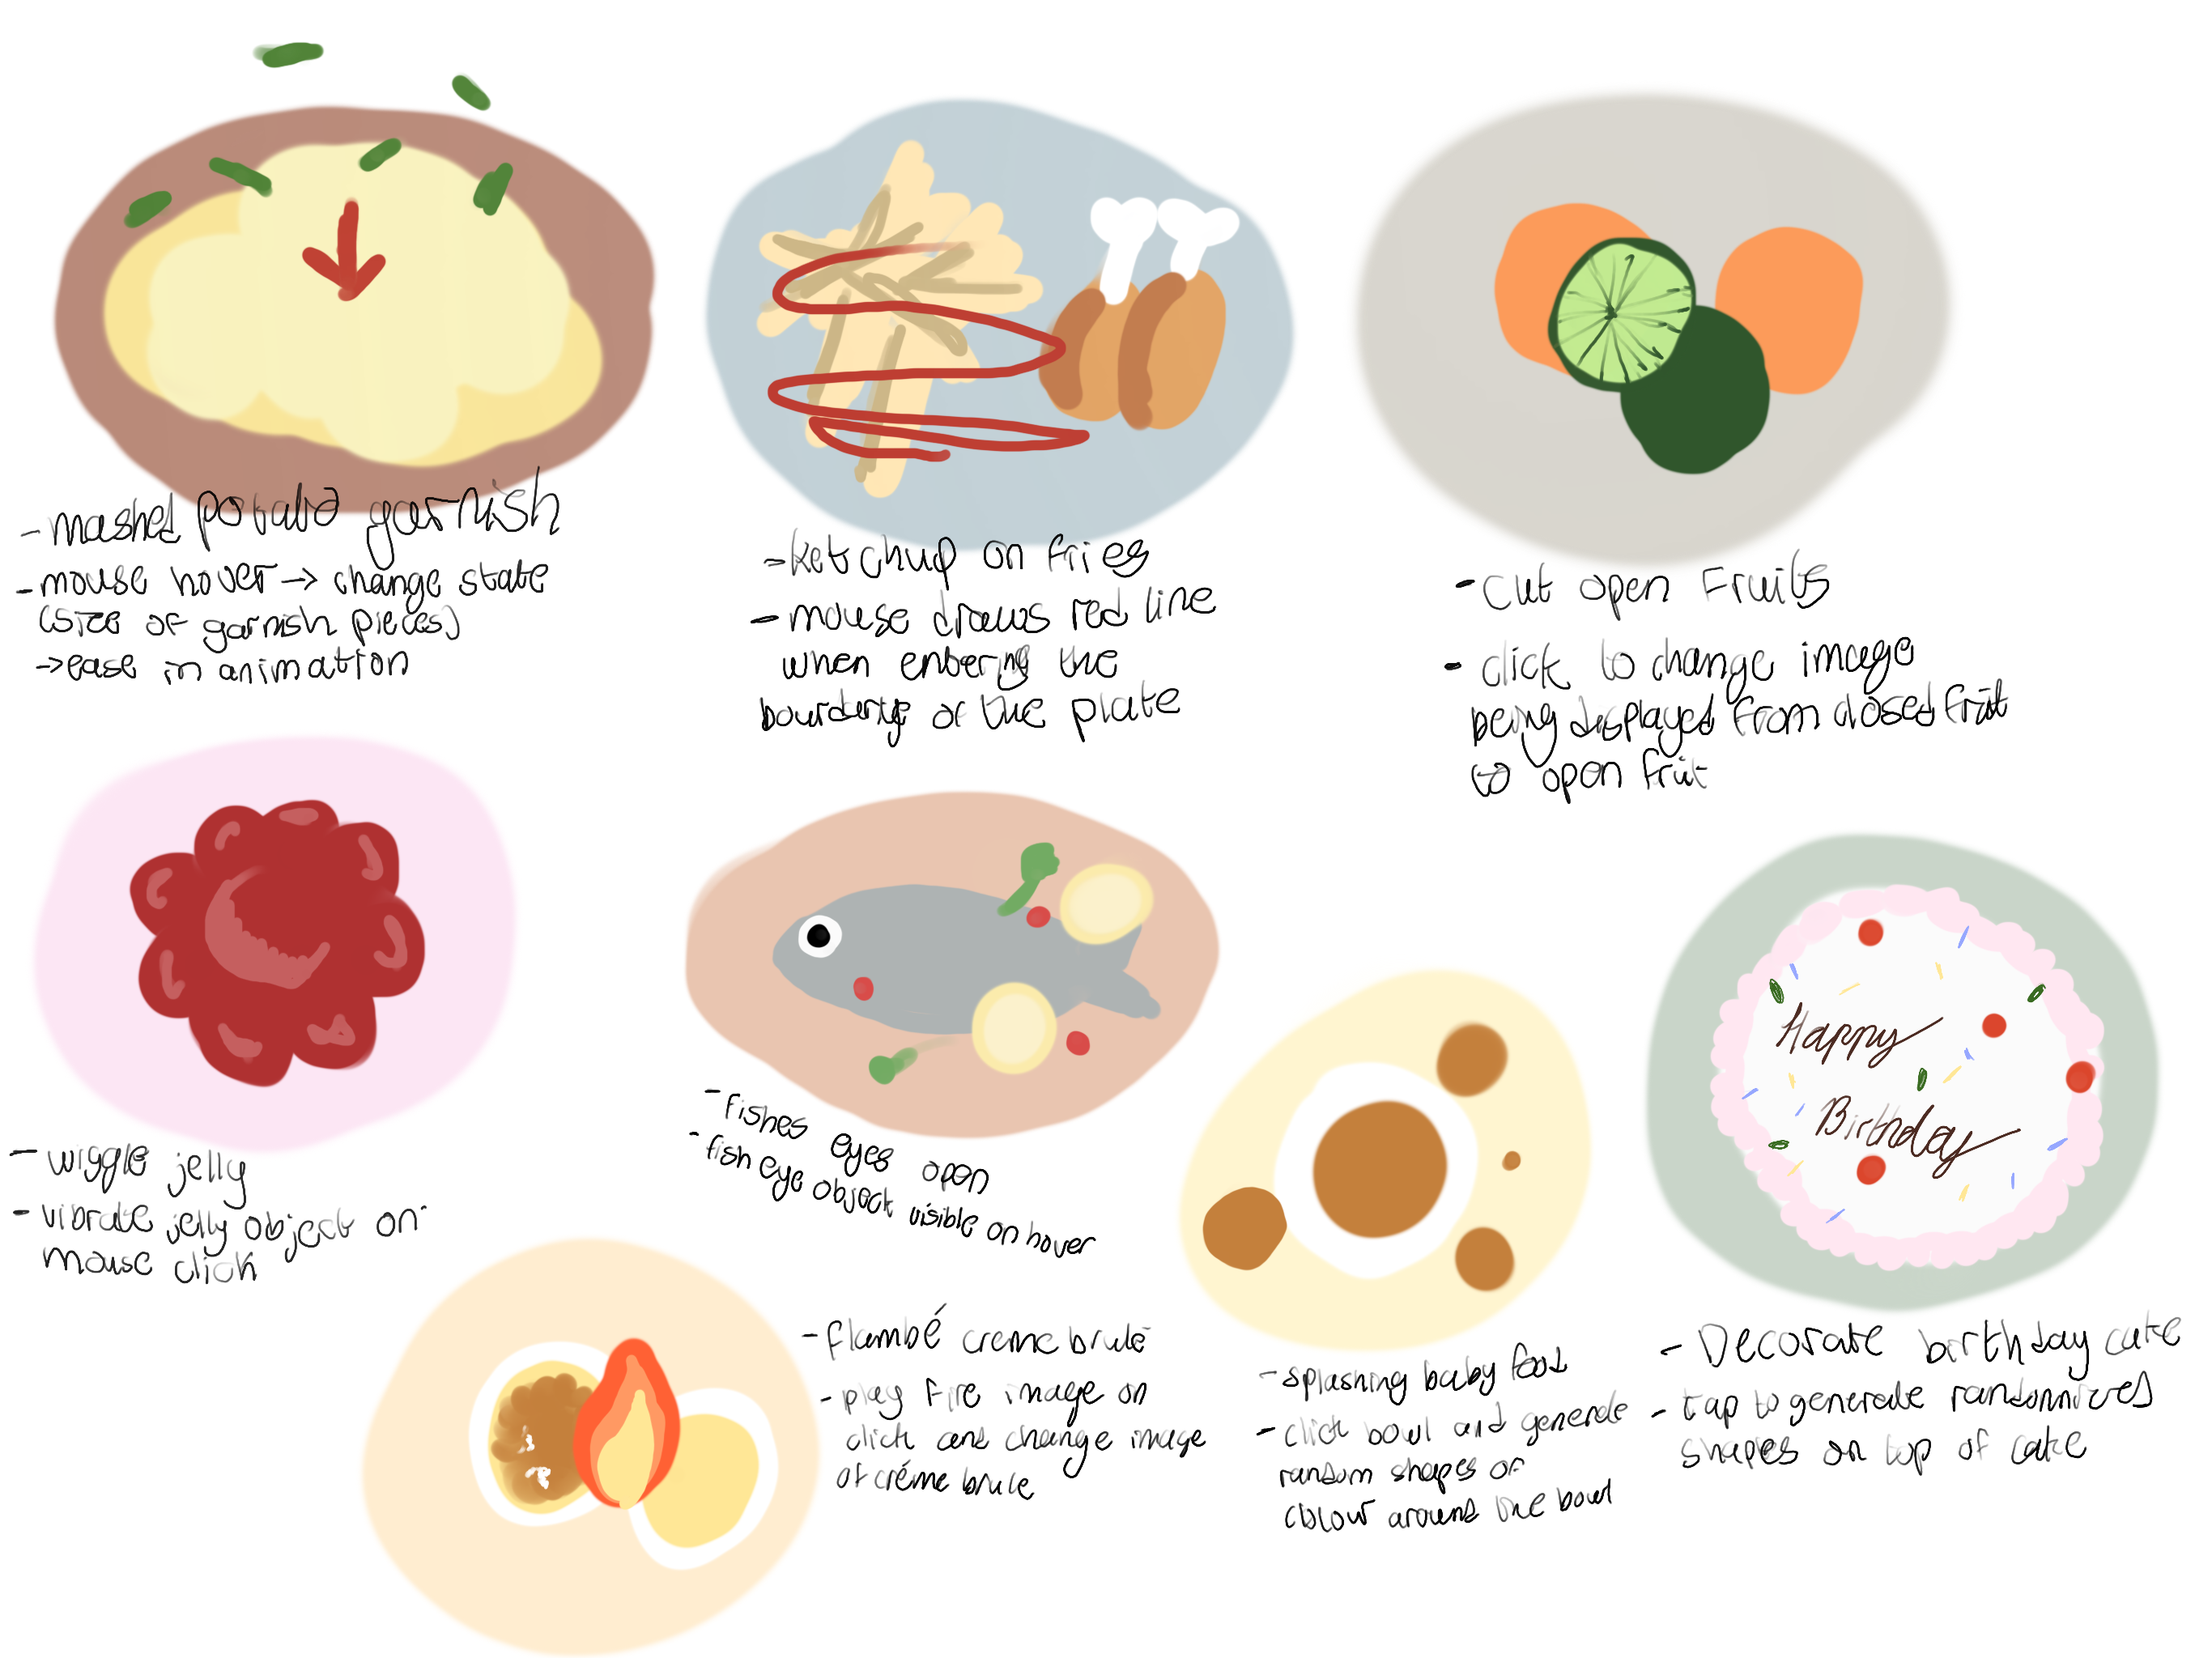 - mashed potato garnish
- mouse hover → change state
(size of garnish pieces)
→ ease in animation
- ketchup on fries
- mouse draws red line
when entering the
of the plate
- cut open fruits
- click to change image
being displayed from closed fruit
to open fruit
- wiggle jelly
- vibrate jelly object on
mouse click
- fishes eyes open
- fish eye object visible on hover
Happy
Birthday
- flambé creme brulé
- play fire image on
click and change image
of créme brule
- splashing baby food
- click bowl and generate
random shapes of
colour around the bowl
- Decorate birthday cake
- tap to generate
shapes on top of cake